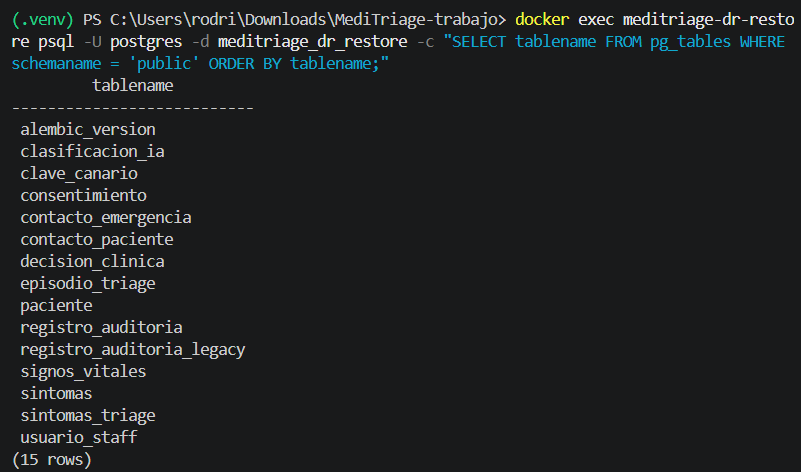 (.venv) PS C:\Users\rodri\Downloads\MediTriage-trabajo> docker exec meditriage-dr-resto
re psql -U postgres -d meditriage_dr_restore -c "SELECT tablename FROM pg_tables WHERE
schemaname = 'public' ORDER BY tablename;"
tablename
---------------------------
alembic_version
clasificacion_ia
clave_canario
consentimiento
contacto_emergencia
contacto_paciente
decision_clinica
episodio_triage
paciente
registro_auditoria
registro_auditoria_legacy
signos_vitales
sintomas
sintomas_triage
usuario_staff
(15 rows)